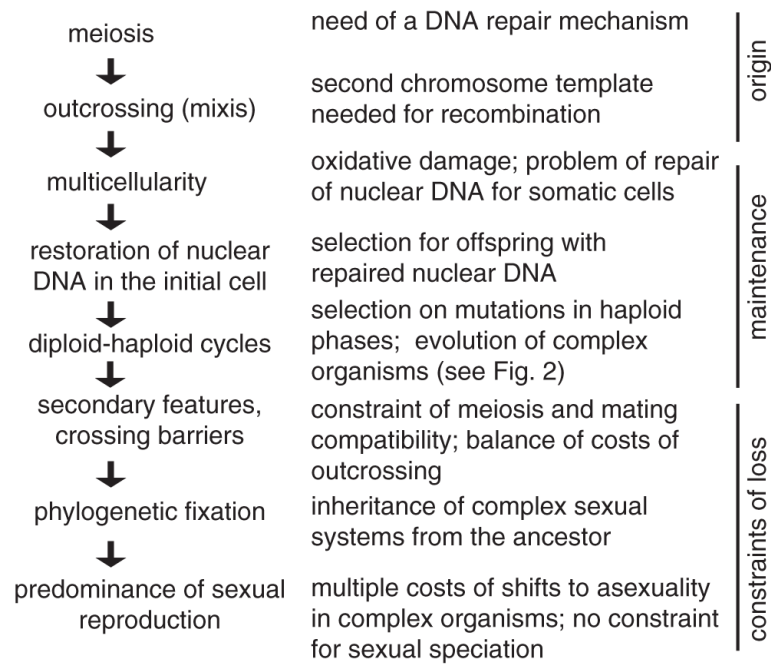 meiosis
need of a DNA repair mechanism
outcrossing (mixis)
second chromosome template
needed for recombination
origin
multicellularity
oxidative damage; problem of repair
of nuclear DNA for somatic cells
restoration of nuclear
DNA in the initial cell
selection for offspring with
repaired nuclear DNA
diploid-haploid cycles
selection on mutations in haploid
phases; evolution of complex
organisms (see Fig. 2)
maintenance
secondary features,
crossing barriers
constraint of meiosis and mating
compatibility; balance of costs of
outcrossing
phylogenetic fixation
inheritance of complex sexual
systems from the ancestor
predominance of sexual
reproduction
multiple costs of shifts to asexuality
in complex organisms; no constraint
for sexual speciation
constraints of loss